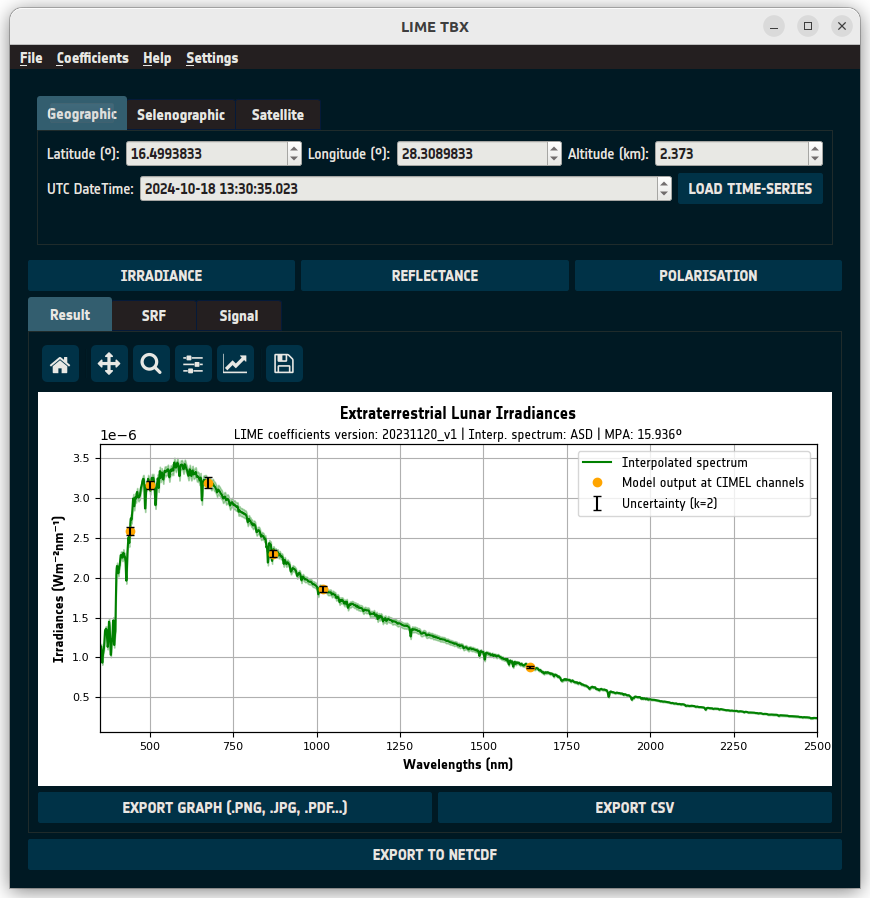 LIME TBX
File Coefficients Help Settings
Geographic Selenographic Satellite
Latitude (º): 16.4993833 Longitude (º): 28.3089833 Altitude (km): 2.373
UTC DateTime: 2024-10-18 13:30:35.023 LOAD TIME-SERIES
IRRADIANCE REFLECTANCE POLARISATION
Result SRF Signal
Extraterrestrial Lunar Irradiances
LIME coefficients version: 20231120_v1 | Interp. spectrum: ASD | MPA: 15.936º
1e−6
Interpolated spectrum
Model output at CIMEL channels
Uncertainty (k=2)
3.5
3.0
2.5
2.0
1.5
1.0
0.5
Irradiances (Wm⁻²nm⁻¹)
500 750 1000 1250 1500 1750 2000 2250 2500
Wavelengths (nm)
EXPORT GRAPH (.PNG, .JPG, .PDF...) EXPORT CSV
EXPORT TO NETCDF